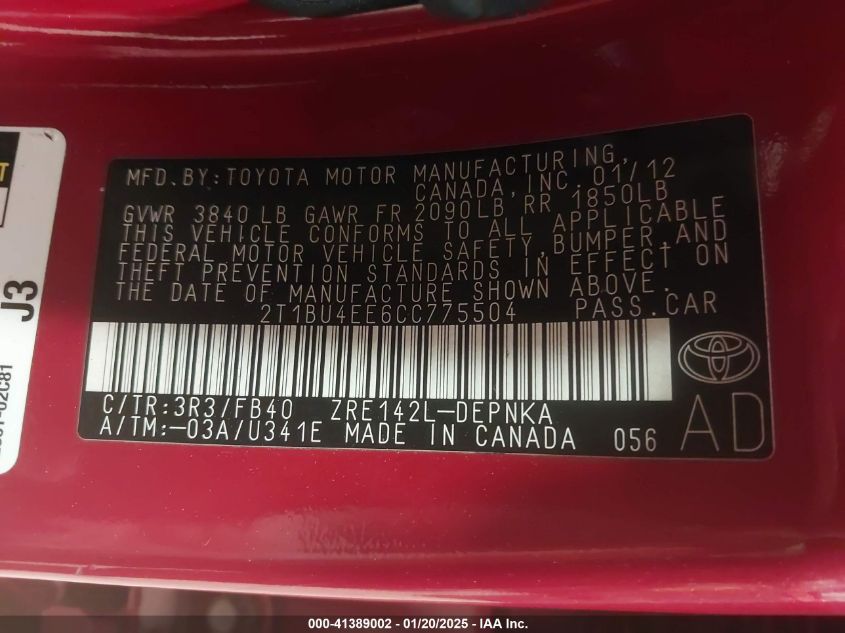 MFD.BY:TOYOTA MOTOR MANUFACTURING,
CANADA,INC. 01/12
GVWR 3840 LB GAWR FR 2090LB RR 1850LB
THIS VEHICLE CONFORMS TO ALL APPLICABLE
FEDERAL MOTOR VEHICLE SAFETY,BUMPER,AND
THEFT PREVENTION STANDARDS IN EFFECT ON
THE DATE OF MANUFACTURE SHOWN ABOVE.
2T1BU4EE6CC775504 PASS.CAR
C/TR:3R3/FB40 ZRE142L-DEPNKA
A/TM:-03A/U341E MADE IN CANADA 056
AD
J3
000-41389002 - 01/20/2025 - IAA Inc.